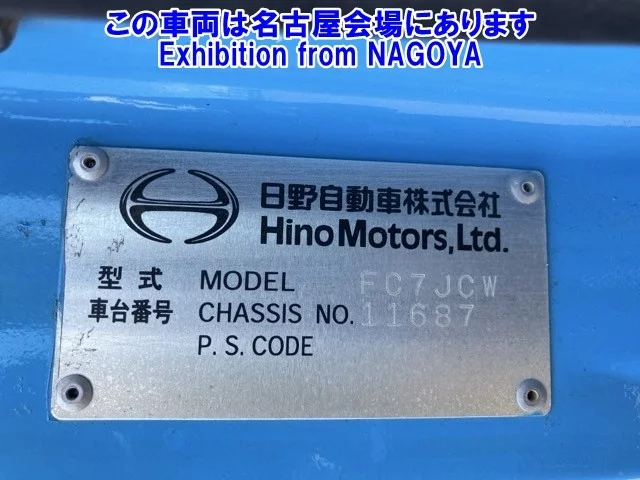 この車両は名古屋会場にあります
Exhibition from NAGOYA
日野自動車株式会社
Hino Motors, Ltd.
型式 MODEL FC7JCW
車台番号 CHASSIS NO. 11687
P. S. CODE